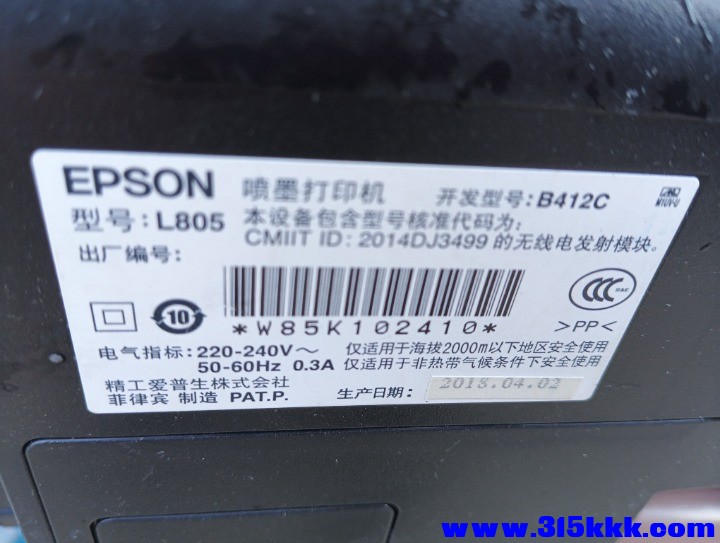 EPSON 喷墨打印机 开发型号:B412C
型号:L805 本设备包含型号核准代码为:
CMIIT ID: 2014DJ3499 的无线电发射模块。
出厂编号:
*W85K102410*
10
CCC
>PP<
电气指标:220-240V～ 仅适用于海拔2000m以下地区安全使用
50-60Hz 0.3A 仅适用于非热带气候条件下安全使用
精工爱普生株式会社
菲律宾 制造 PAT.P. 生产日期: 2018.04.02
www.315kkk.com